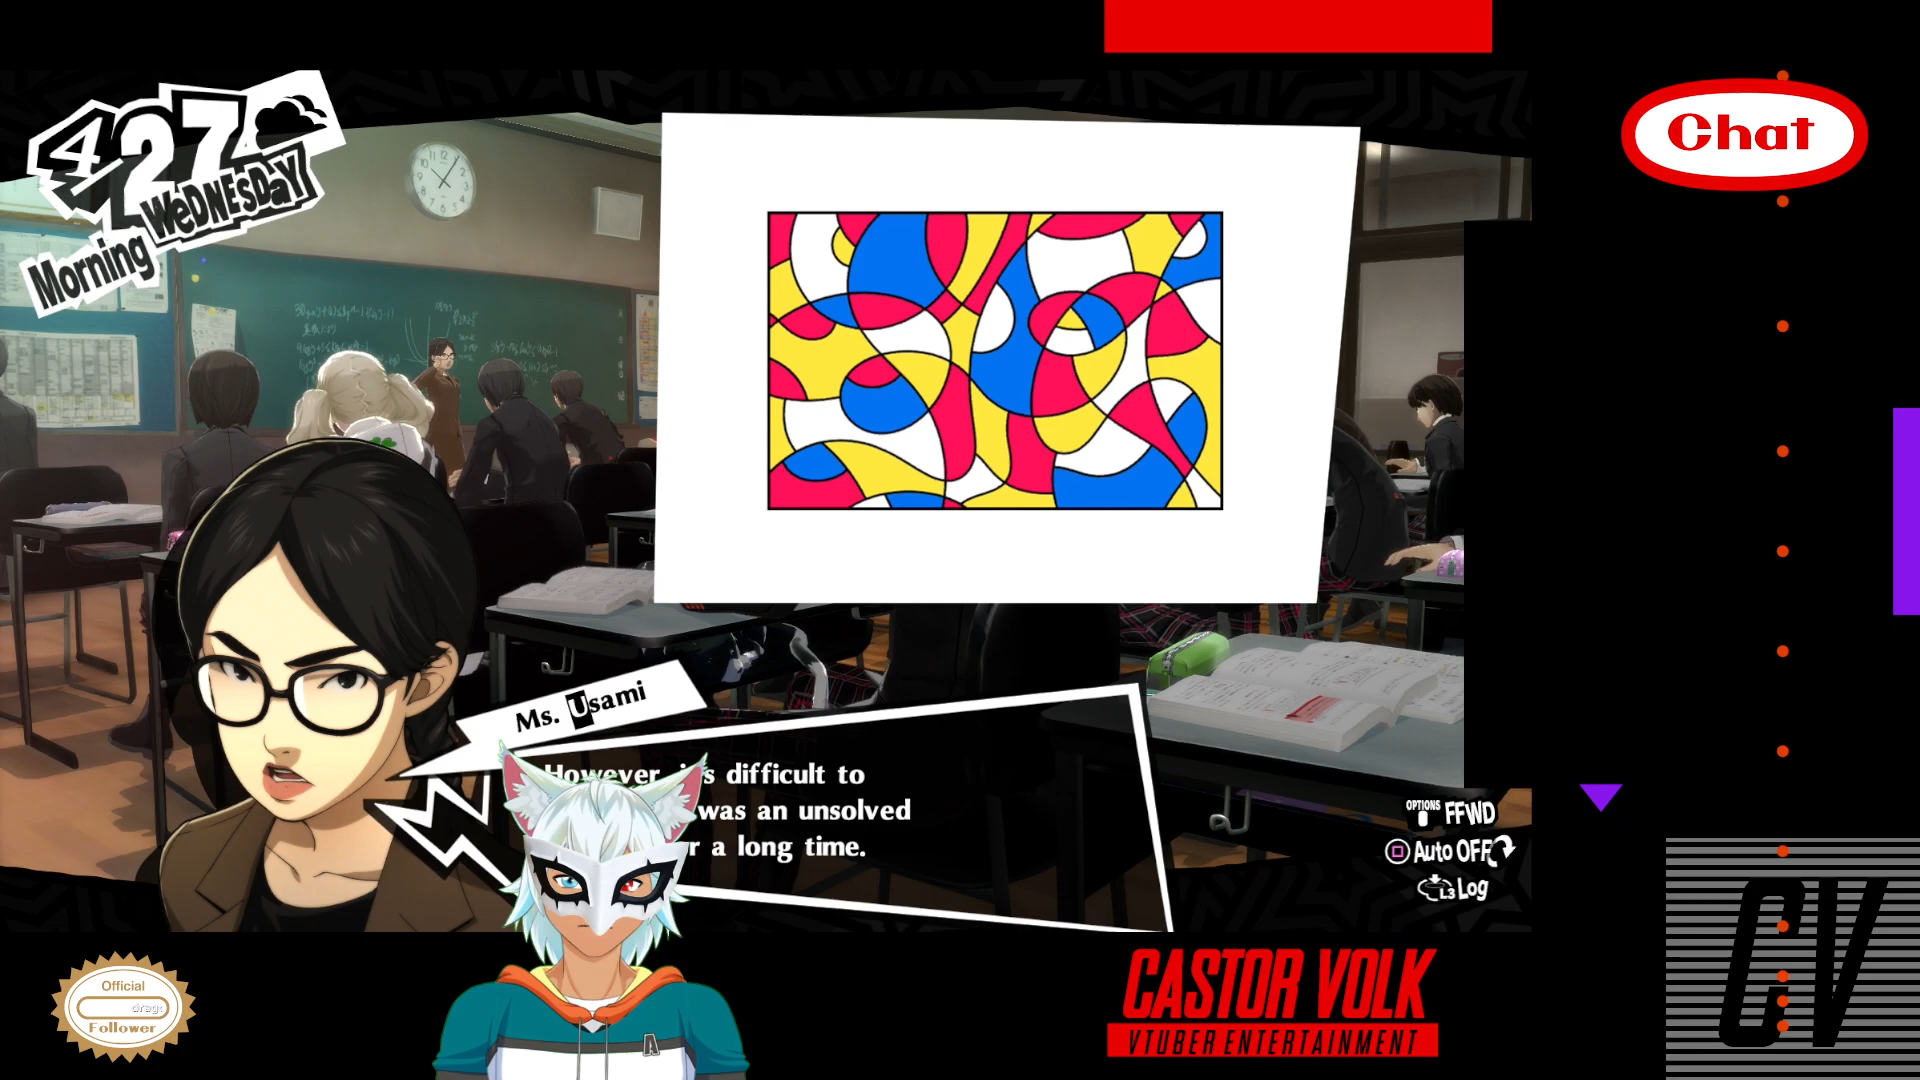 4 27
WeDNEsDaY
Morning
Chat
Ms. Usami
However, i's difficult to
was an unsolved
r a long time.
OPTIONS FFWD
Auto OFF
L3 Log
Official
Follower
CASTOR VOLK
VTUBER ENTERTAINMENT
CV